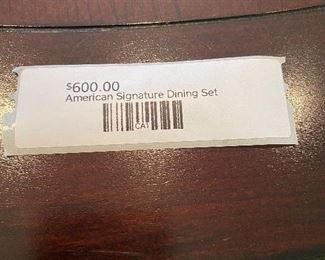 $600.00
American Signature Dining Set
CAT